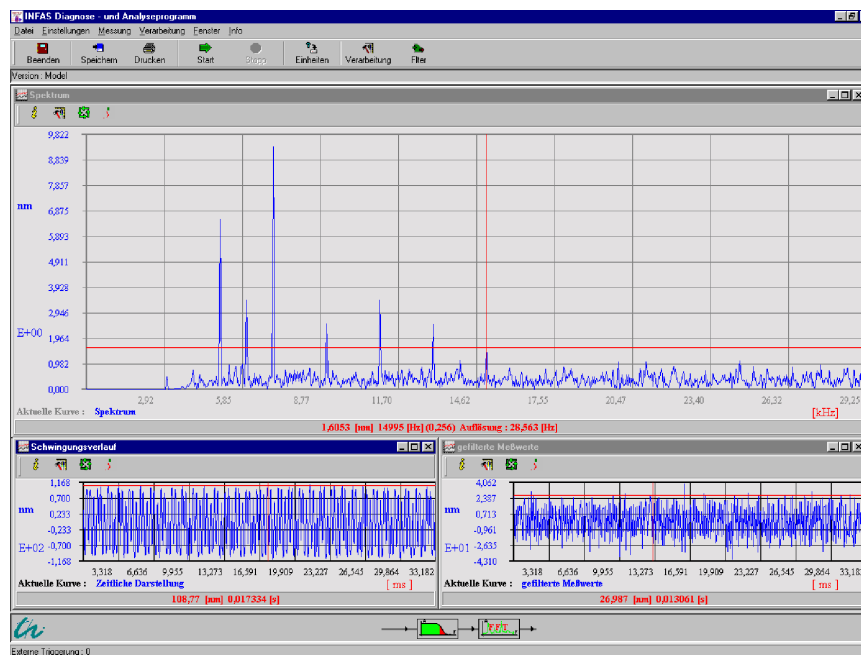 INFAS Diagnose - und Analyseprogramm
Datei Einstellungen Messung Verarbeitung Fenster Info
Beenden Speichern Drucken Start Stopp Einheiten Verarbeitung Filter
Version : Model
Spektrum
9,822
8,839
7,857
nm
6,875
5,893
4,911
3,928
2,946
E+00 1,964
0,982
0,000
2,92 5,85 8,77 11,70 14,62 17,55 20,47 23,40 26,32 29,25
Aktuelle Kurve : Spektrum [kHz]
1,6053 [nm] 14995 [Hz] (0,256) Auflösung : 28,563 [Hz]
Schwingungsverlauf
1,168
0,700
nm 0,233
-0,233
E+02 -0,700
-1,168
3,318 6,636 9,955 13,273 16,591 19,909 23,227 26,545 29,864 33,182
Aktuelle Kurve : Zeitliche Darstellung [ ms ]
108,77 [nm] 0,017334 [s]
gefilterte Meßwerte
4,062
2,387
nm 0,713
-0,961
E+01 -2,635
-4,310
3,318 6,636 9,955 13,273 16,591 19,909 23,227 26,545 29,864 33,182
Aktuelle Kurve : gefilterte Meßwerte [ ms ]
26,987 [nm] 0,013061 [s]
FFT
Externe Triggerung : 0